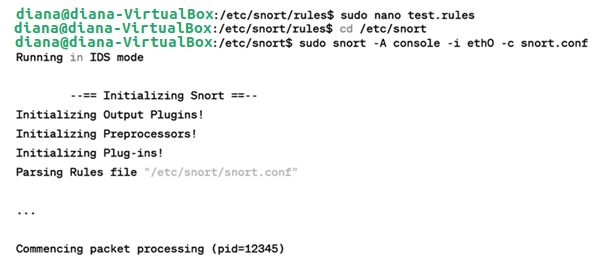 diana@diana-VirtualBox:/etc/snort/rules$ sudo nano test.rules
diana@diana-VirtualBox:/etc/snort/rules$ cd /etc/snort
diana@diana-VirtualBox:/etc/snort$ sudo snort -A console -i eth0 -c snort.conf
Running in IDS mode
--== Initializing Snort ==--
Initializing Output Plugins!
Initializing Preprocessors!
Initializing Plug-ins!
Parsing Rules file "/etc/snort/snort.conf"
...
Commencing packet processing (pid=12345)